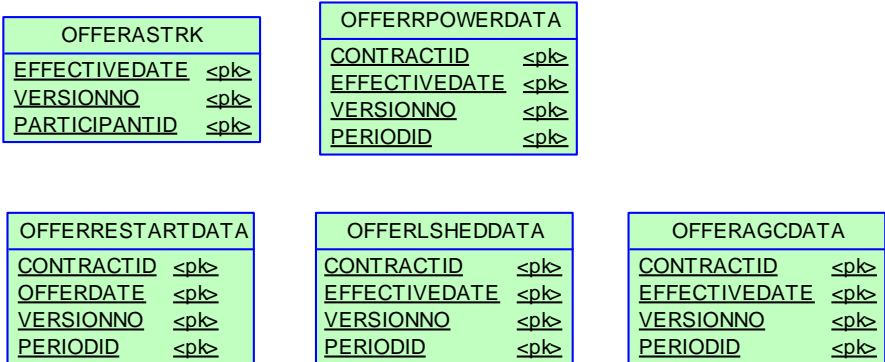 OFFERASTRK
EFFECTIVEDATE <pk>
VERSIONNO <pk>
PARTICIPANTID <pk>
OFFERRPOWERDATA
CONTRACTID <pk>
EFFECTIVEDATE <pk>
VERSIONNO <pk>
PERIODID <pk>
OFFERRESTARTDATA
CONTRACTID <pk>
OFFERDATE <pk>
VERSIONNO <pk>
PERIODID <pk>
OFFERLSHEDDATA
CONTRACTID <pk>
EFFECTIVEDATE <pk>
VERSIONNO <pk>
PERIODID <pk>
OFFERAGCDATA
CONTRACTID <pk>
EFFECTIVEDATE <pk>
VERSIONNO <pk>
PERIODID <pk>